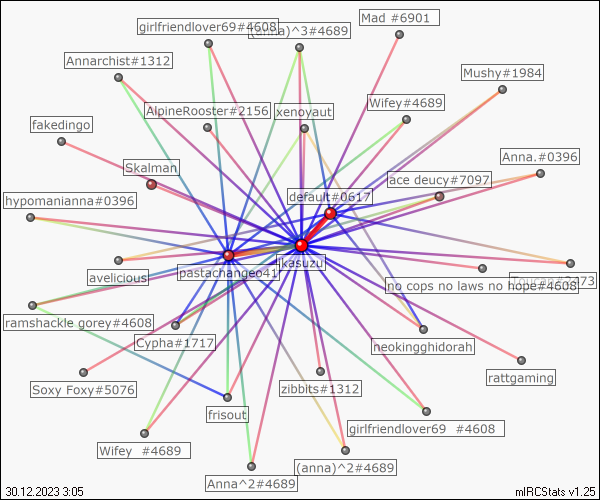 girlfriendlover69#4608
(anna)^3#4689
Mad #6901
Annarchist#1312
Mushy#1984
AlpineRooster#2156
xenoyaut
Wifey#4689
fakedingo
Skalman
Anna.#0396
ace deucy#7097
hypomanianna#0396
default#0617
pastachangeo41
kasuzu
avelicious
no cops no laws no hope#4608
ramshackle gorey#4608
Cypha#1717
neokingghidorah
rattgaming
Soxy Foxy#5076
zibbits#1312
frisout
girlfriendlover69 #4608
Wifey #4689
(anna)^2#4689
Anna^2#4689
30.12.2023 3:05
mIRCStats v1.25